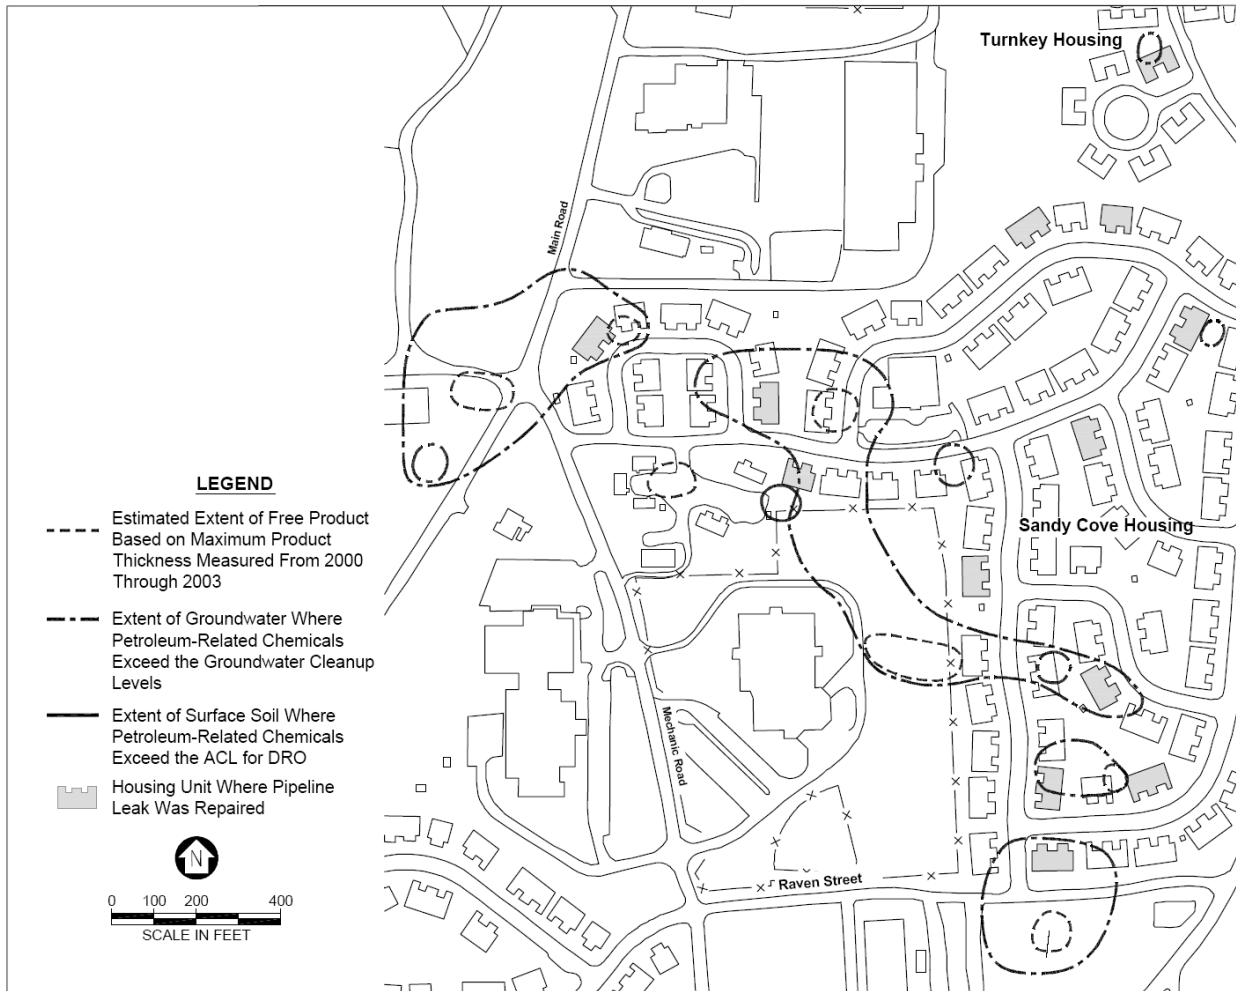 Turnkey Housing
Main Road
LEGEND
Estimated Extent of Free Product
Based on Maximum Product
Thickness Measured From 2000
Through 2003
Extent of Groundwater Where
Petroleum-Related Chemicals
Exceed the Groundwater Cleanup
Levels
Extent of Surface Soil Where
Petroleum-Related Chemicals
Exceed the ACL for DRO
Housing Unit Where Pipeline
Leak Was Repaired
N
0 100 200 400
SCALE IN FEET
Sandy Cove Housing
Mechanic Road
Raven Street